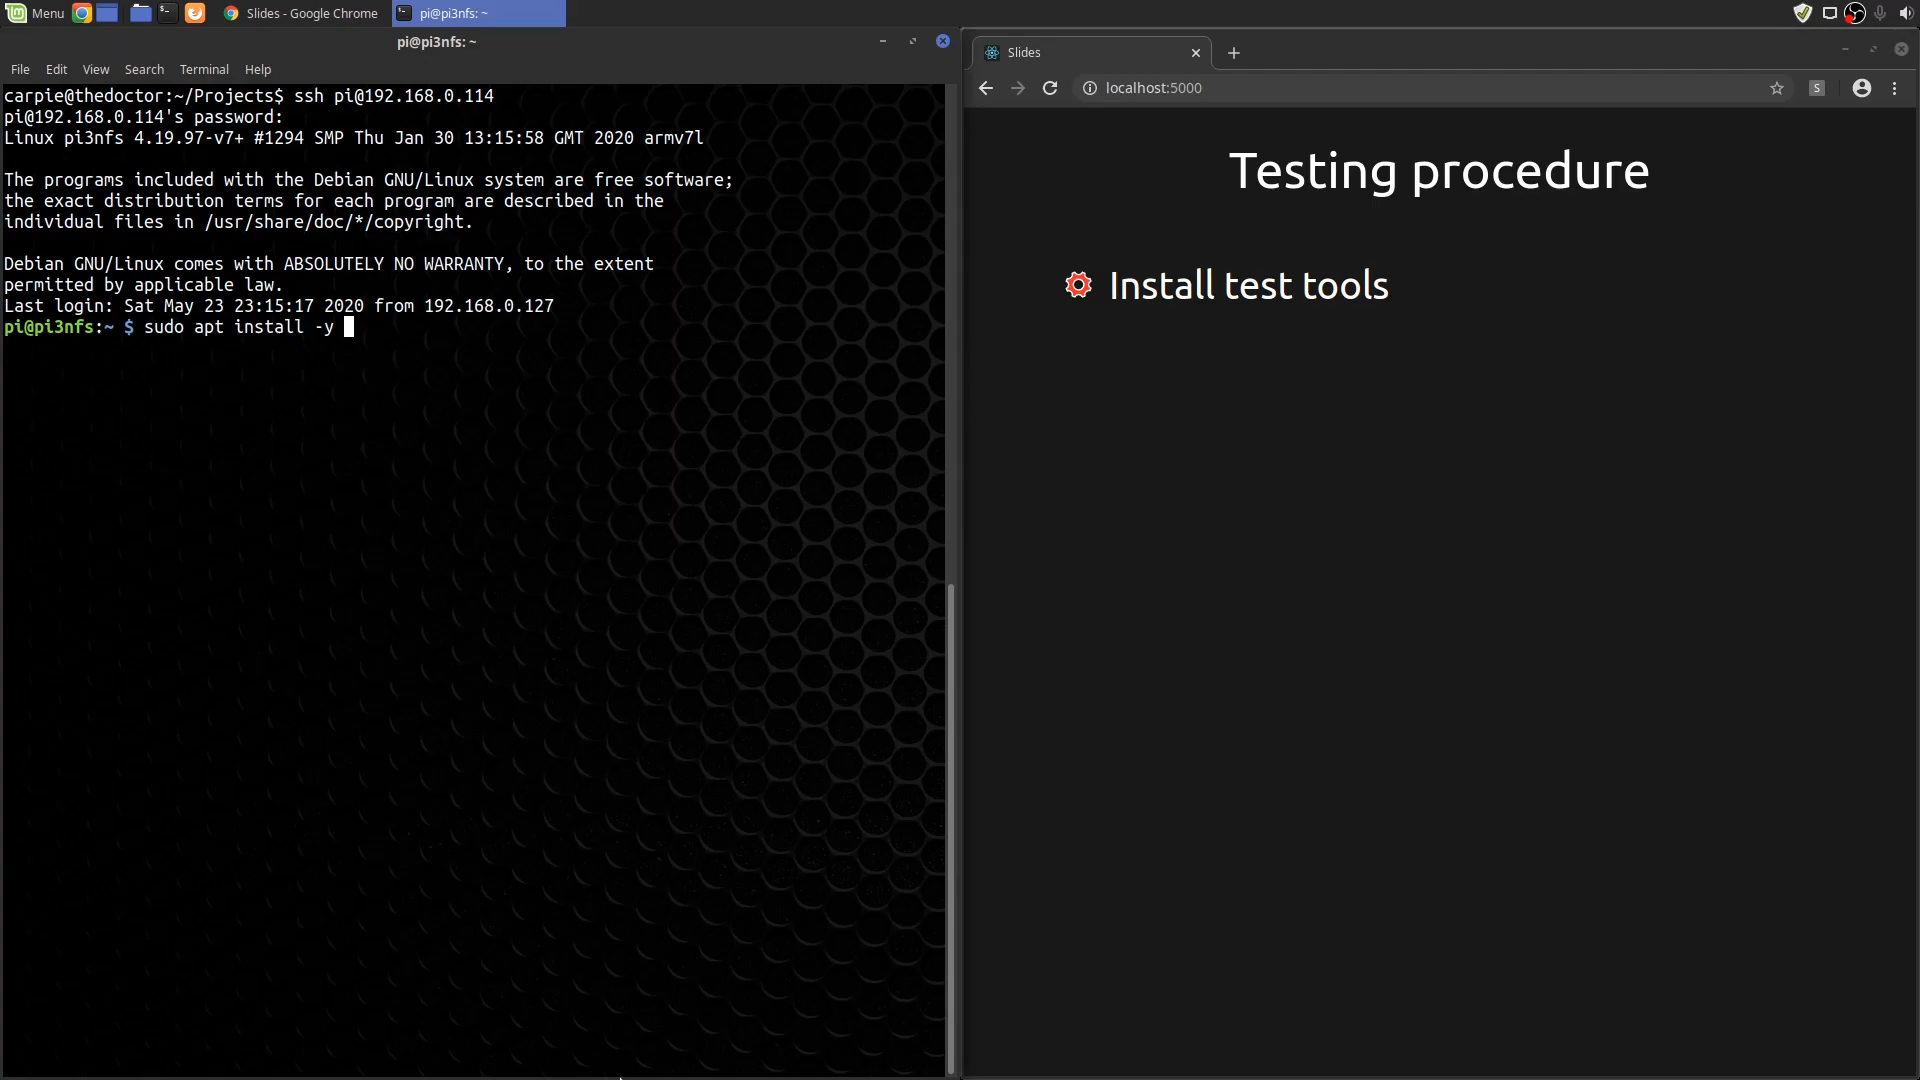 Menu
Slides - Google Chrome
pi@pi3nfs: ~
pi@pi3nfs: ~
File Edit View Search Terminal Help
carpie@thedoctor:~/Projects$ ssh pi@192.168.0.114
pi@192.168.0.114's password:
Linux pi3nfs 4.19.97-v7+ #1294 SMP Thu Jan 30 13:15:58 GMT 2020 armv7l
The programs included with the Debian GNU/Linux system are free software;
the exact distribution terms for each program are described in the
individual files in /usr/share/doc/*/copyright.
Debian GNU/Linux comes with ABSOLUTELY NO WARRANTY, to the extent
permitted by applicable law.
Last login: Sat May 23 23:15:17 2020 from 192.168.0.127
pi@pi3nfs:~ $ sudo apt install -y
Slides
localhost:5000
S
Testing procedure
Install test tools